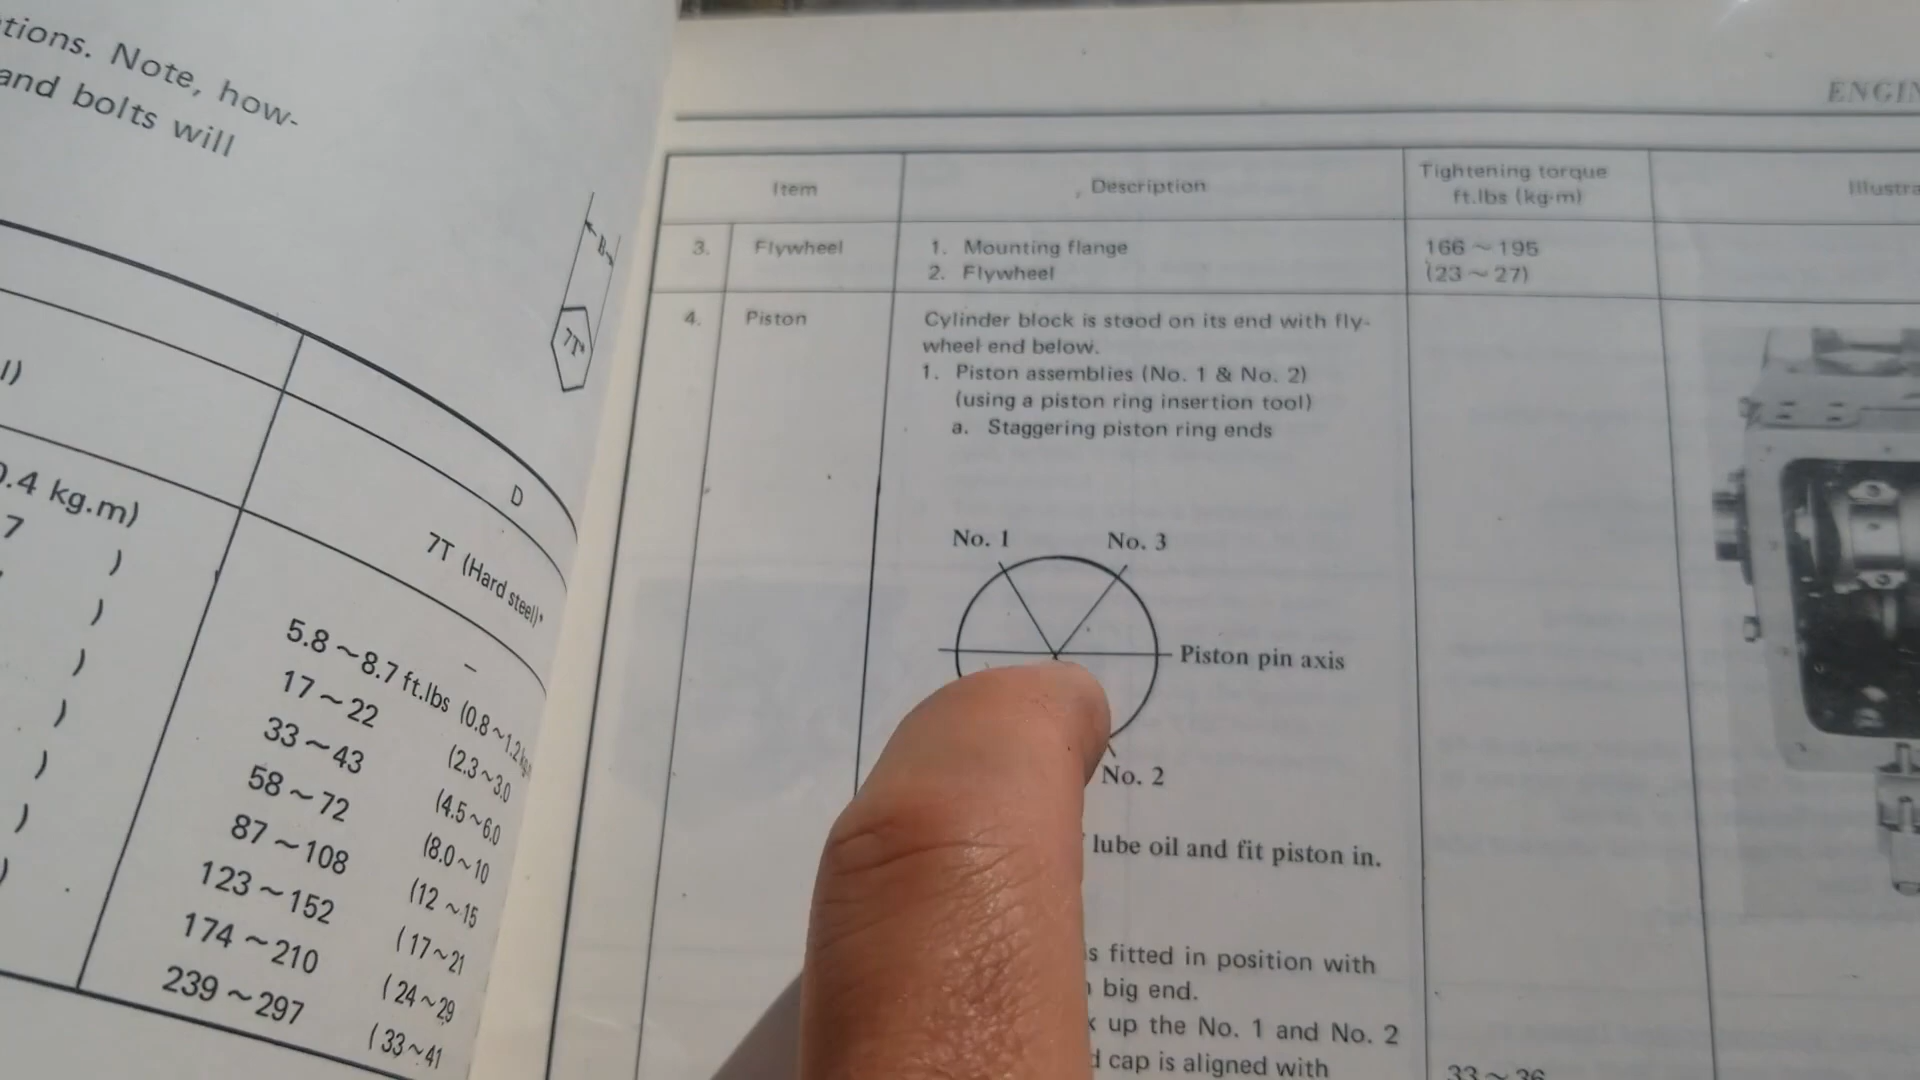 tions. Note, how-
and bolts will
B
7T
l)
D
0.4 kg.m)
7T (Hard steel)*
7 )
–
5.8~8.7 ft.lbs (0.8~1.2 kg
)
17~22 (2.3~3.0
)
33~43 (4.5~6.0
)
58~72 (8.0~10
)
87~108 (12~15
)
123~152 (17~21
)
174~210 (24~29
)
239~297 (33~41
ENGIN
Item Description Tightening torque
ft.lbs (kg·m) Illustra
3. Flywheel 1. Mounting flange 166~195
2. Flywheel (23~27)
4. Piston Cylinder block is stood on its end with fly-
wheel end below.
1. Piston assemblies (No. 1 & No. 2)
(using a piston ring insertion tool)
a. Staggering piston ring ends
No. 1 No. 3
Piston pin axis
No. 2
lube oil and fit piston in.
s fitted in position with
big end.
up the No. 1 and No. 2
cap is aligned with
33~36